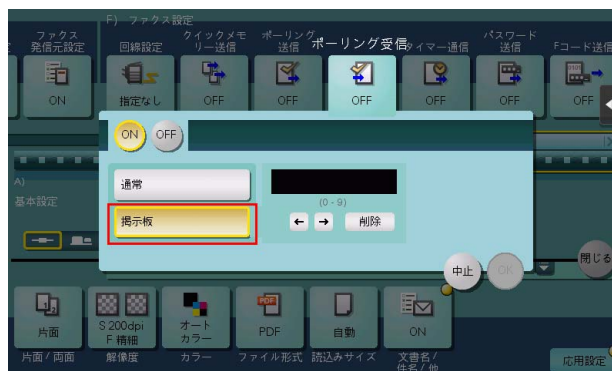 F) ファクス設定
ファクス
発信元設定
回線設定
クイックメモ
リー送信
ポーリング
送信
ポーリング受信
タイマー通信
パスワード
送信
Fコード送信
ON
指定なし
OFF
OFF
OFF
OFF
OFF
OFF
ON
OFF
A)
基本設定
通常
掲示板
(0 - 9)
←
→
削除
中止
OK
閉じる
片面
S 200dpi
F 精細
オート
カラー
PDF
PDF
自動
ON
片面 / 両面
解像度
カラー
ファイル形式
読込みサイズ
文書名 /
件名 / 他
応用設定